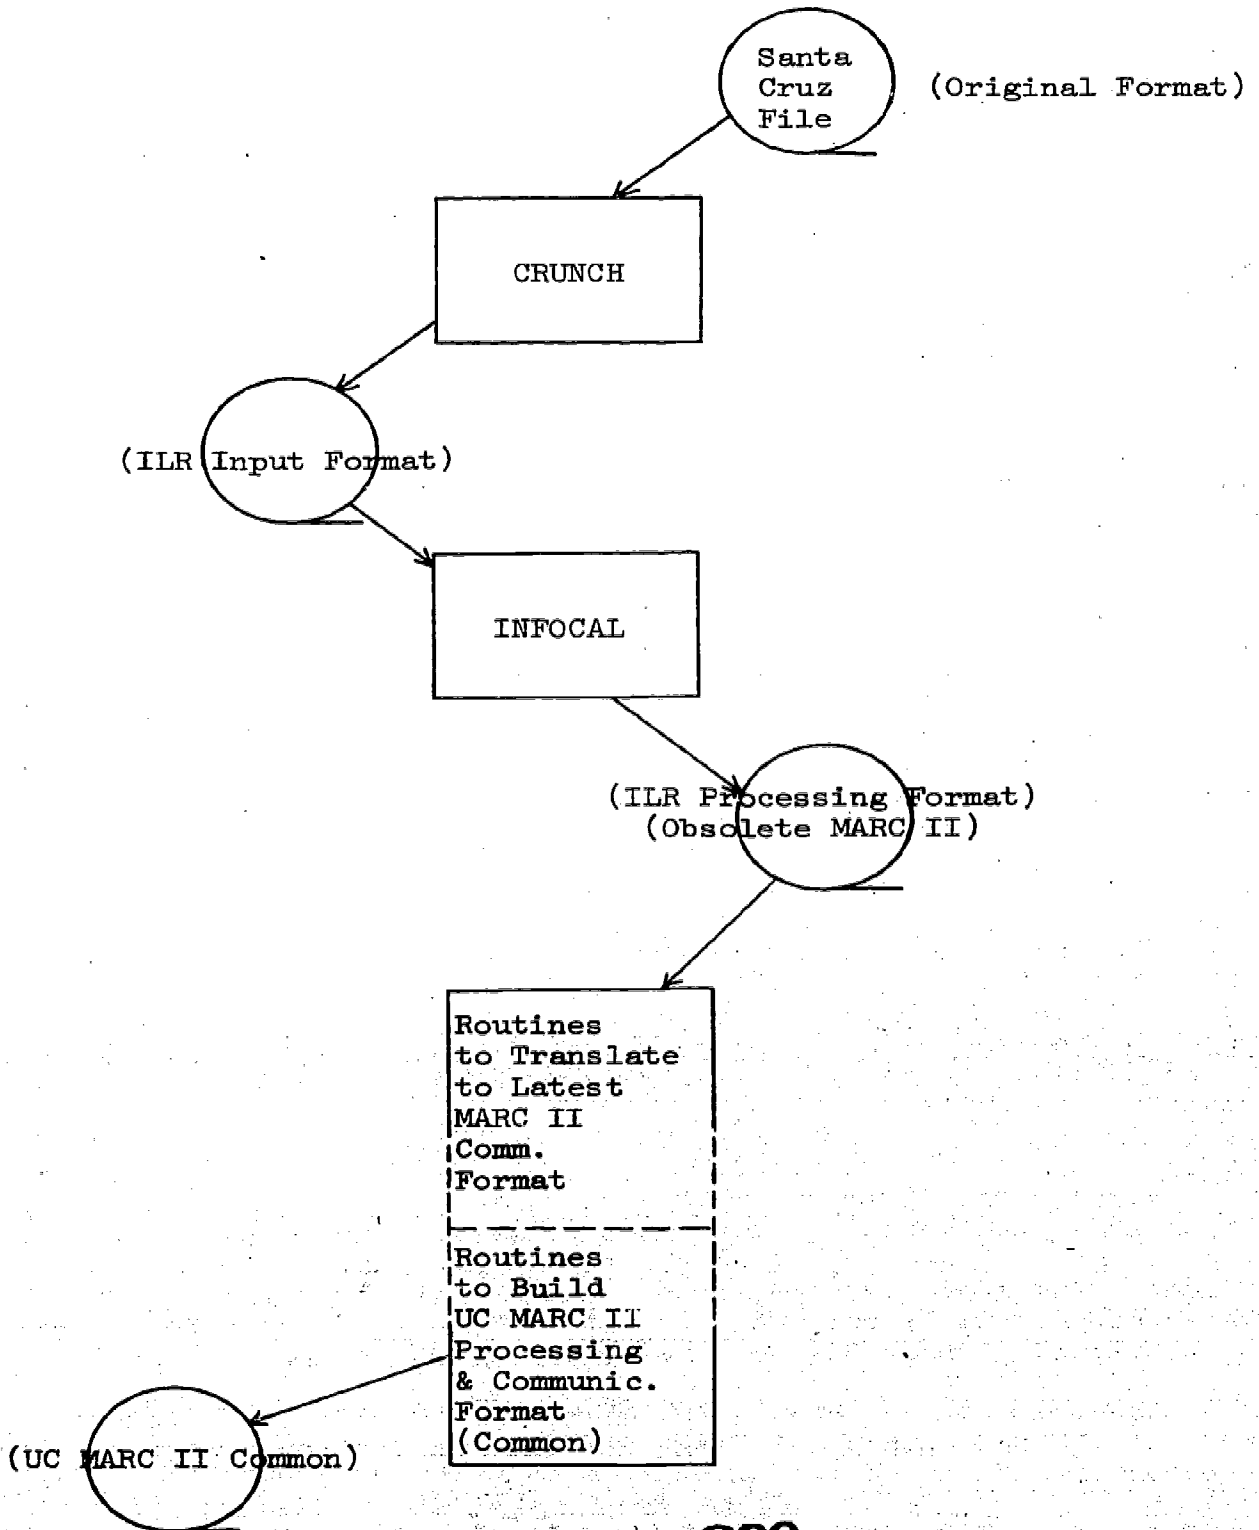 Santa
Cruz
File
(Original Format)
CRUNCH
(ILR Input Format)
INFOCAL
(ILR Processing Format)
(Obsolete MARC II)
Routines
to Translate
to Latest
MARC II
Comm.
Format
Routines
to Build
UC MARC II
Processing
& Communic.
Format
(Common)
(UC MARC II Common)